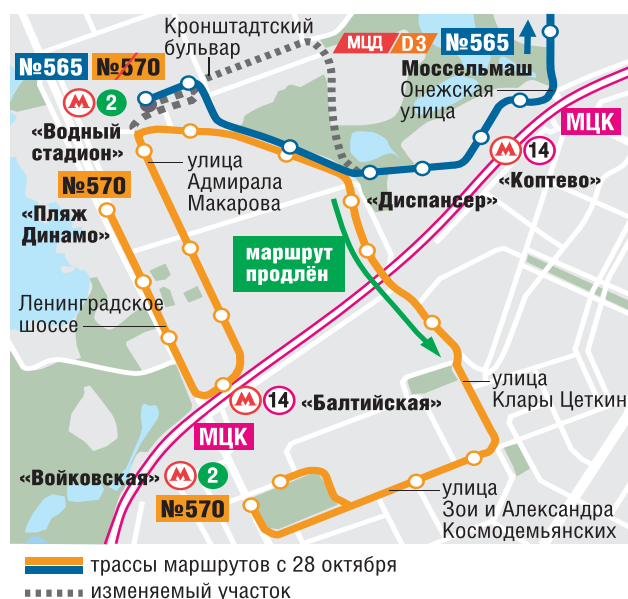 Кронштадтский
бульвар
МЦД D3 №565
Моссельмаш
Онежская
улица
№565 №570
М 2
«Водный
стадион»
МЦК
М 14
«Коптево»
улица
Адмирала
Макарова
№570
«Диспансер»
«Пляж
Динамо»
маршрут
продлён
Ленинградское
шоссе
улица
Клары Цеткин
М 14 «Балтийская»
МЦК
«Войковская» М 2
№570
улица
Зои и Александра
Космодемьянских
трассы маршрутов с 28 октября
изменяемый участок